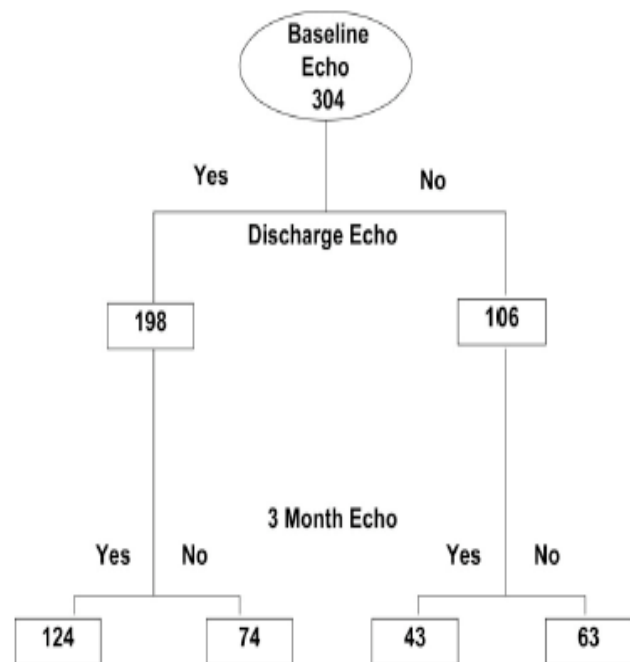 Baseline
Echo
304
Yes No
Discharge Echo
198 106
3 Month Echo
Yes No Yes No
124 74 43 63